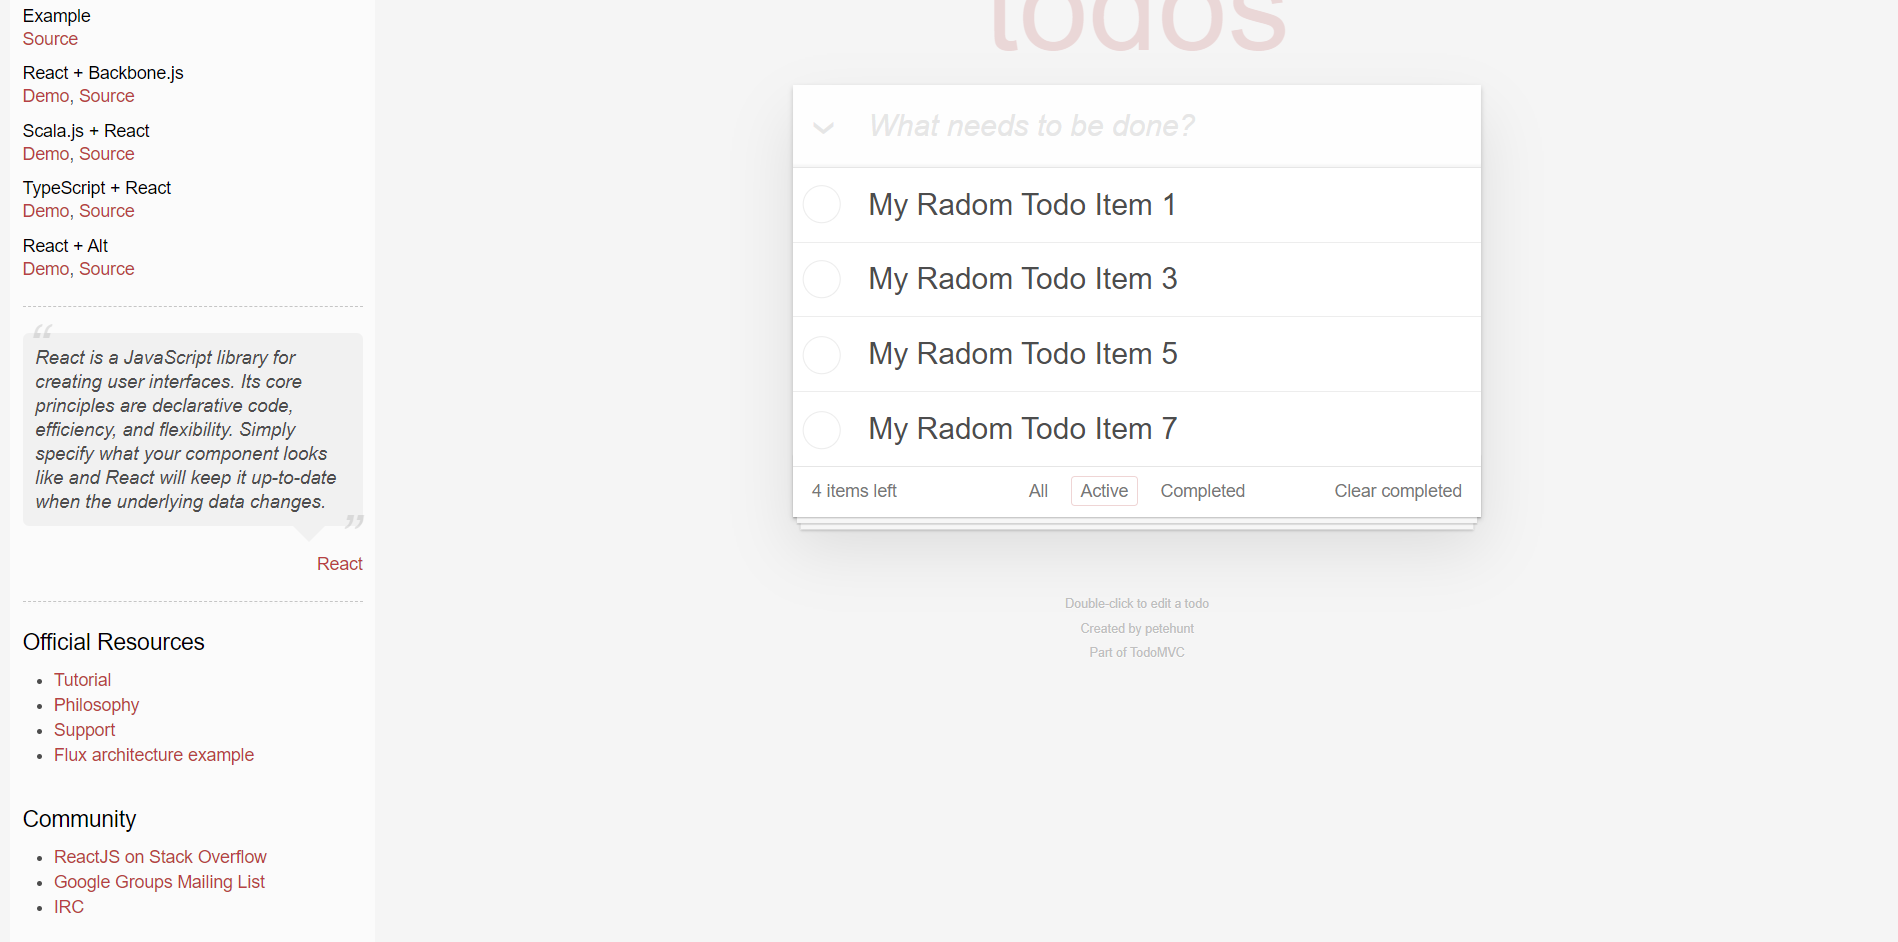 Example
Source
React + Backbone.js
Demo, Source
Scala.js + React
Demo, Source
TypeScript + React
Demo, Source
React + Alt
Demo, Source
“
React is a JavaScript library for
creating user interfaces. Its core
principles are declarative code,
efficiency, and flexibility. Simply
specify what your component looks
like and React will keep it up-to-date
when the underlying data changes.
”
React
Official Resources
• Tutorial
• Philosophy
• Support
• Flux architecture example
Community
• ReactJS on Stack Overflow
• Google Groups Mailing List
• IRC
todos
What needs to be done?
My Radom Todo Item 1
My Radom Todo Item 3
My Radom Todo Item 5
My Radom Todo Item 7
4 items left All Active Completed Clear completed
Double-click to edit a todo
Created by petehunt
Part of TodoMVC